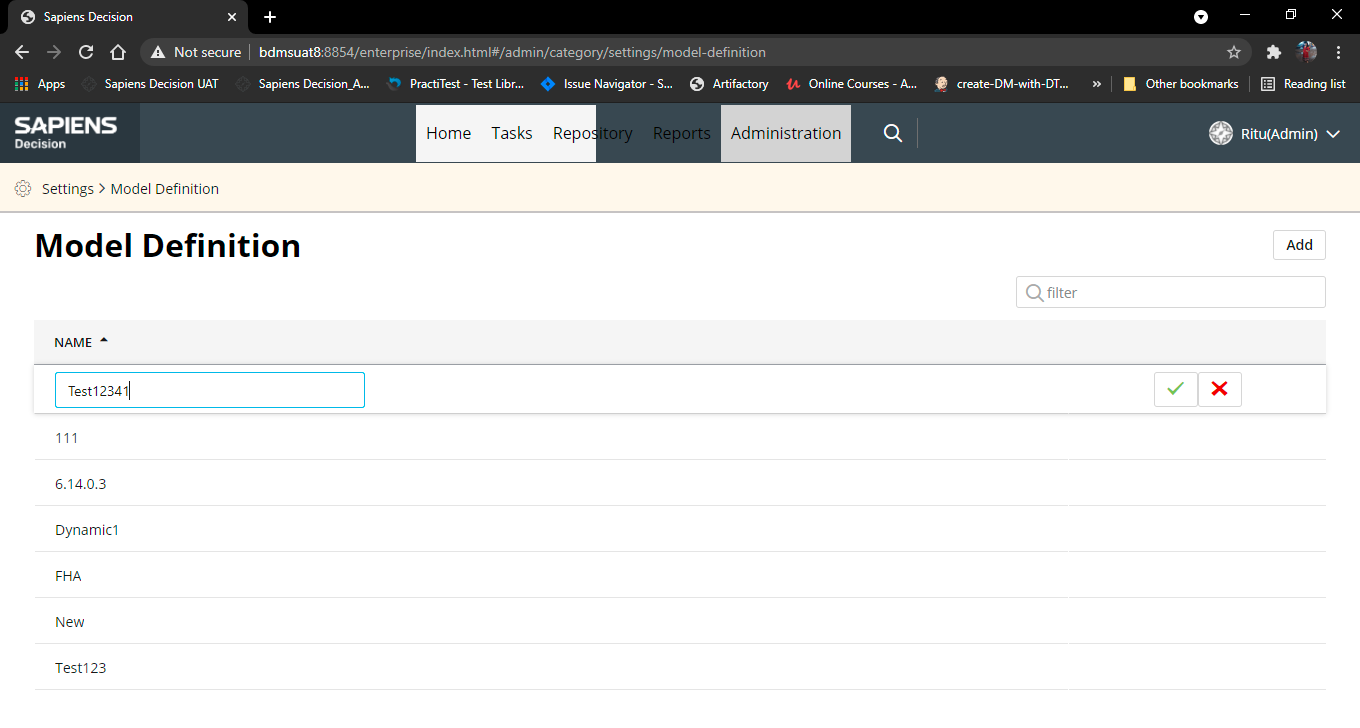 Sapiens Decision
Not secure bdmsuat8:8854/enterprise/index.html#/admin/category/settings/model-definition
Apps Sapiens Decision UAT Sapiens Decision_A... PractiTest - Test Libr... Issue Navigator - S... Artifactory Online Courses - A... create-DM-with-DT... » Other bookmarks Reading list
SAPIENS
Decision
Home Tasks Repository Reports Administration Ritu(Admin)
Settings > Model Definition
Model Definition Add
filter
NAME
Test12341
111
6.14.0.3
Dynamic1
FHA
New
Test123